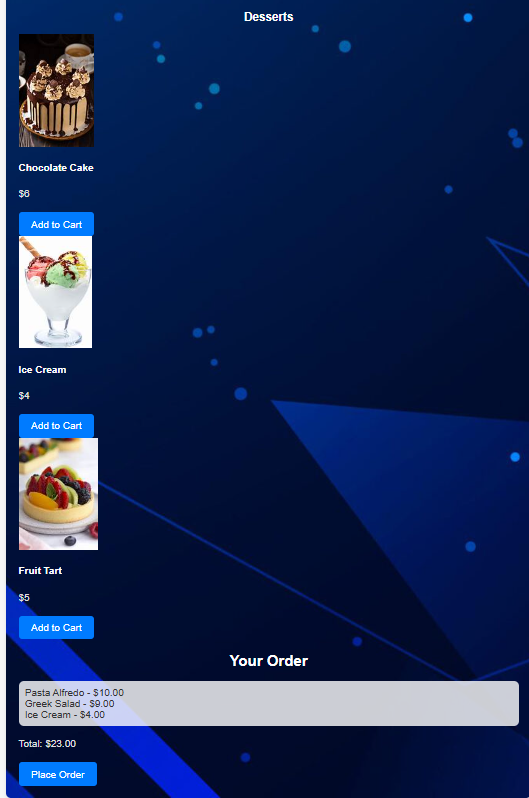 Desserts
Chocolate Cake
$6
Add to Cart
Ice Cream
$4
Add to Cart
Fruit Tart
$5
Add to Cart
Your Order
Pasta Alfredo - $10.00
Greek Salad - $9.00
Ice Cream - $4.00
Total: $23.00
Place Order